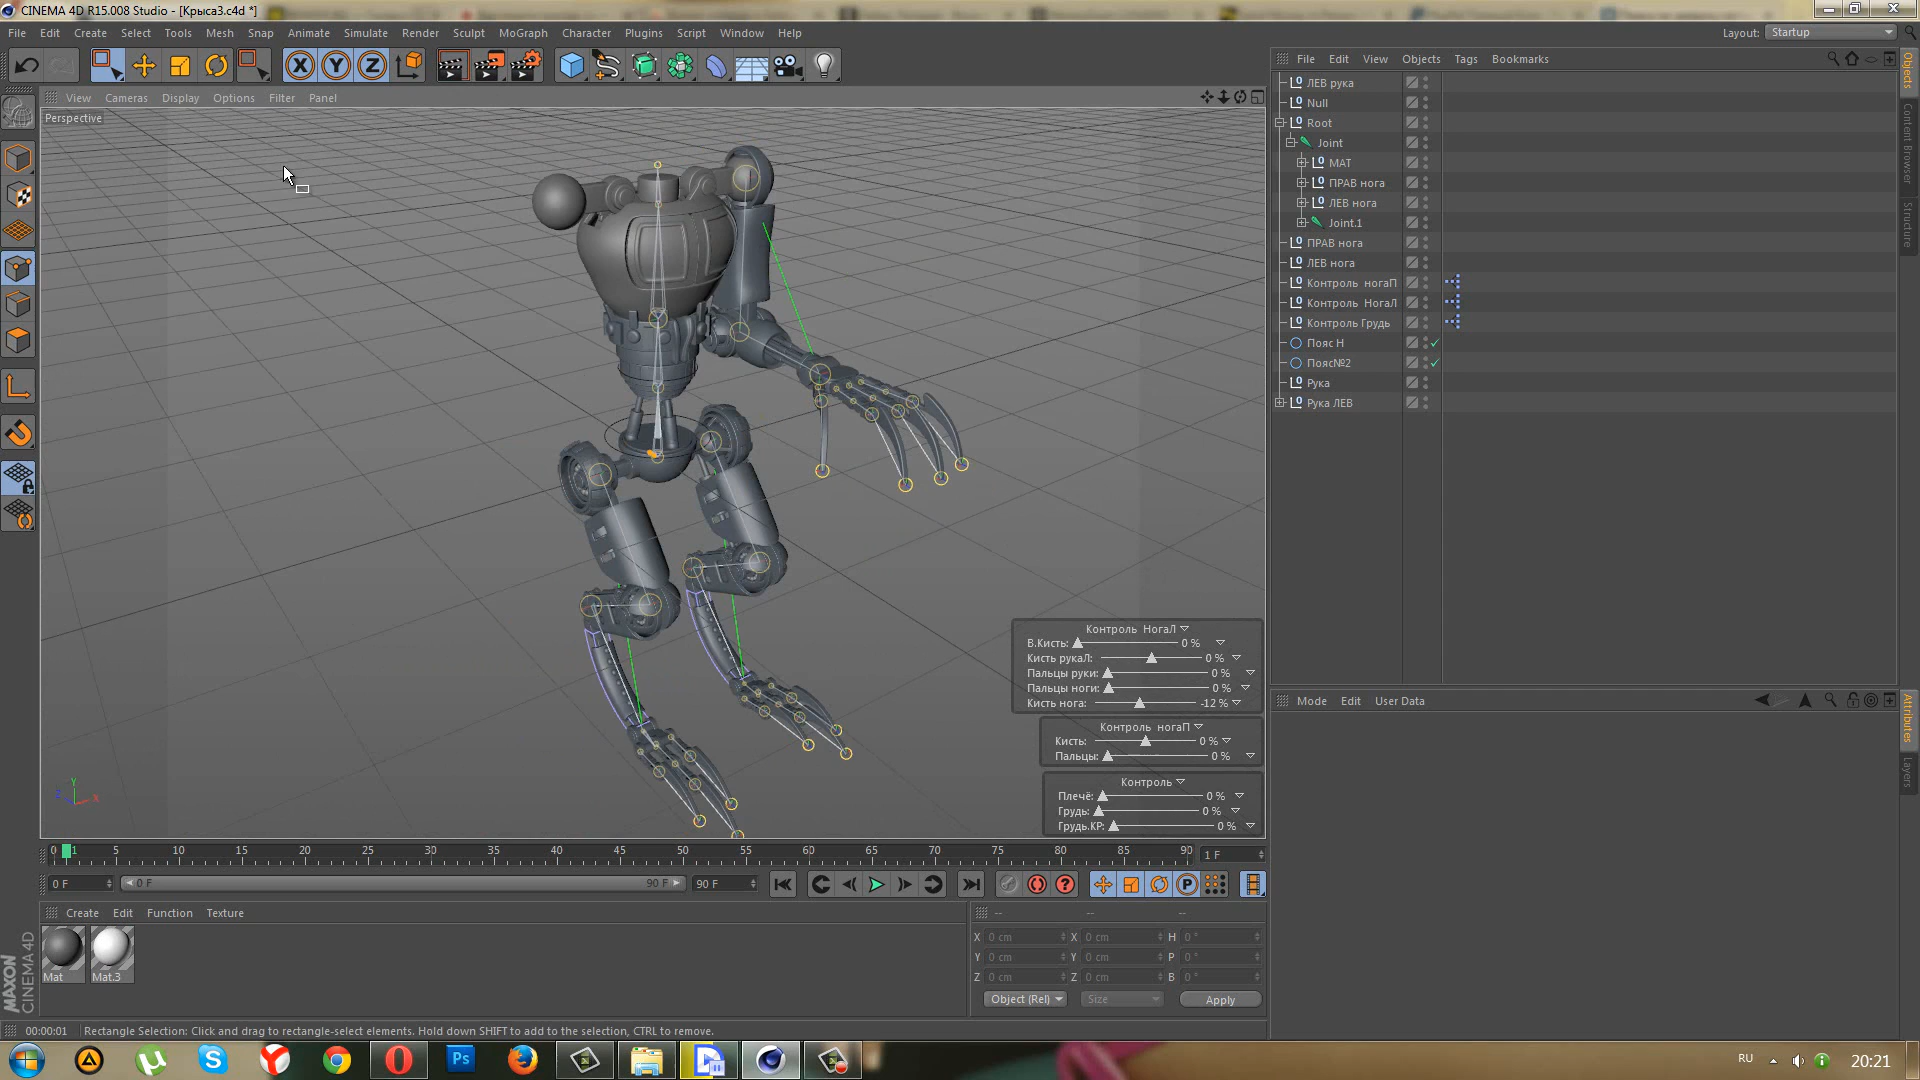 CINEMA 4D R15.008 Studio - [Крыса3.c4d *]
File Edit Create Select Tools Mesh Snap Animate Simulate Render Sculpt MoGraph Character Plugins Script Window Help
Layout: Startup
X Y Z
View Cameras Display Options Filter Panel
Perspective
File Edit View Objects Tags Bookmarks
ЛЕВ рука
Null
Root
Joint
МАТ
ПРАВ нога
ЛЕВ нога
Joint.1
ПРАВ нога
ЛЕВ нога
Контроль ногаП
Контроль НогаЛ
Контроль Грудь
Пояс Н
Пояс№2
Рука
Рука ЛЕВ
Objects
Content Browser
Structure
Контроль НогаЛ
В.Кисть: 0 %
Кисть рукаЛ: 0 %
Пальцы руки: 0 %
Пальцы ноги: 0 %
Кисть нога: -12 %
Контроль ногаП
Кисть: 0 %
Пальцы: 0 %
Контроль
Плечё: 0 %
Грудь: 0 %
Грудь.КР: 0 %
Y
Z X
Mode Edit User Data
Attributes
Layers
0 1 5 10 15 20 25 30 35 40 45 50 55 60 65 70 75 80 85 90 1 F
0 F 0 F 90 F 90 F
P
Create Edit Function Texture
Mat Mat.3
-- -- --
X 0 cm X 0 cm H 0 °
Y 0 cm Y 0 cm P 0 °
Z 0 cm Z 0 cm B 0 °
Object (Rel) Size Apply
MAXON
CINEMA 4D
00:00:01 Rectangle Selection: Click and drag to rectangle-select elements. Hold down SHIFT to add to the selection, CTRL to remove.
Ps
RU
20:21